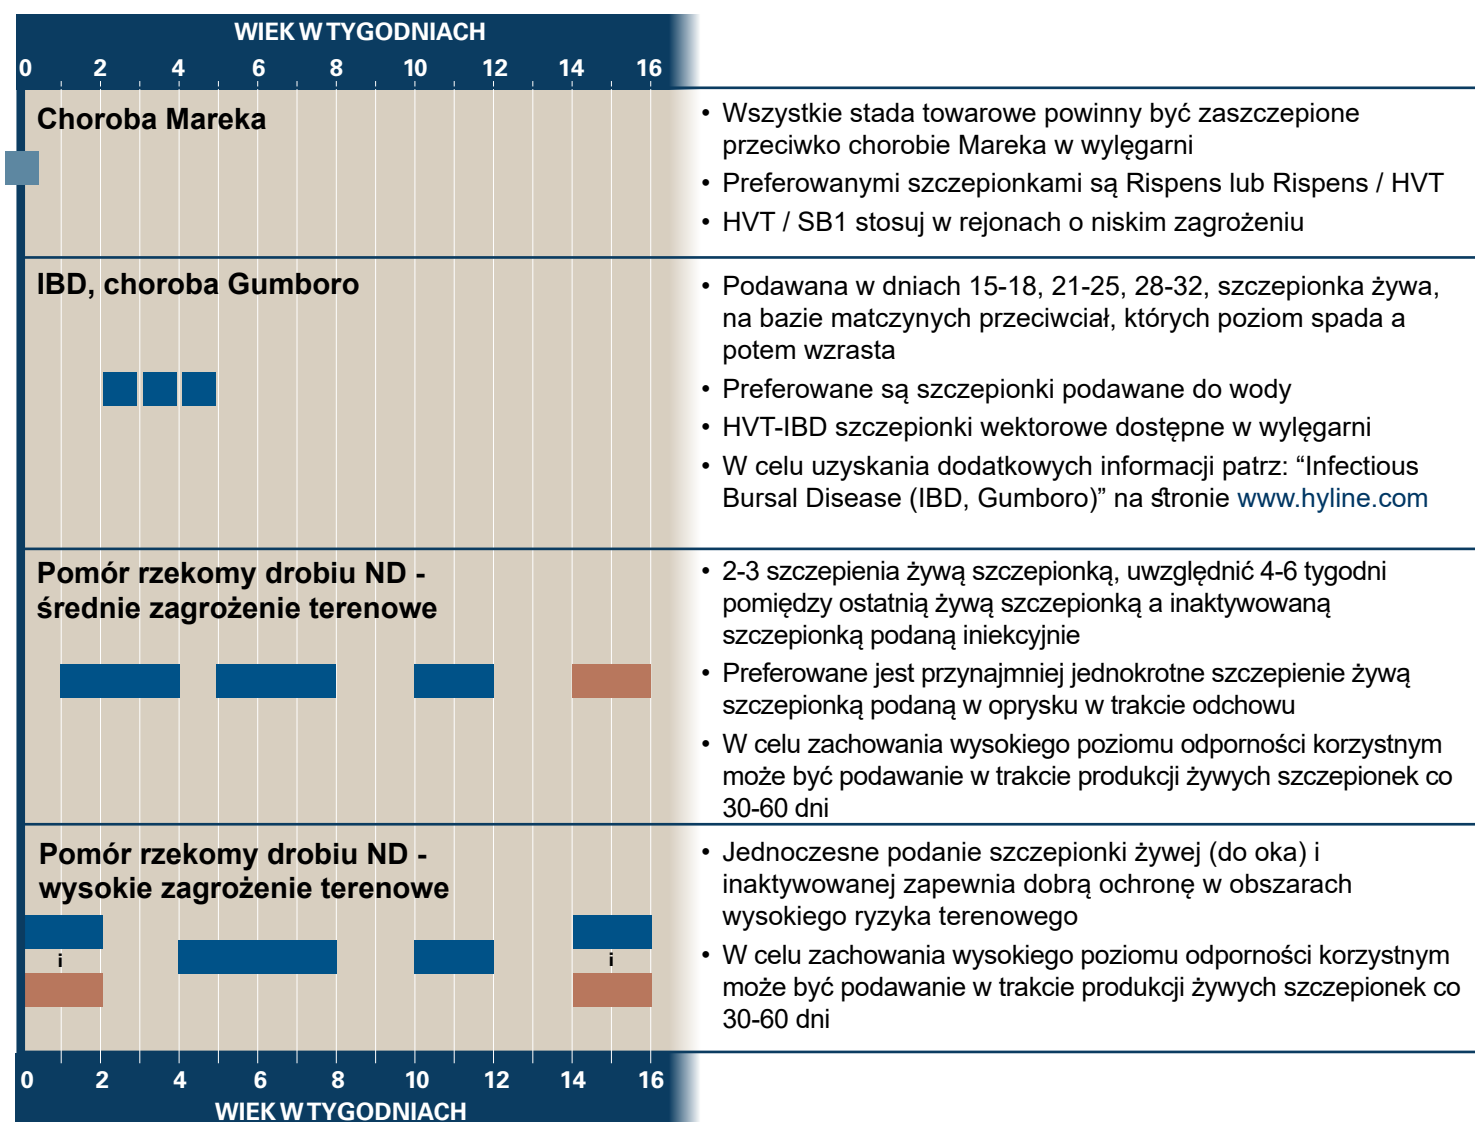 WIEK W TYGODNIACH
0 2 4 6 8 10 12 14 16
Choroba Mareka
• Wszystkie stada towarowe powinny być zaszczepione
przeciwko chorobie Mareka w wylęgarni
• Preferowanymi szczepionkami są Rispens lub Rispens / HVT
• HVT / SB1 stosuj w rejonach o niskim zagrożeniu
IBD, choroba Gumboro
• Podawana w dniach 15-18, 21-25, 28-32, szczepionka żywa,
na bazie matczynych przeciwciał, których poziom spada a
potem wzrasta
• Preferowane są szczepionki podawane do wody
• HVT-IBD szczepionki wektorowe dostępne w wylęgarni
• W celu uzyskania dodatkowych informacji patrz: “Infectious
Bursal Disease (IBD, Gumboro)” na stronie www.hyline.com
Pomór rzekomy drobiu ND -
średnie zagrożenie terenowe
• 2-3 szczepienia żywą szczepionką, uwzględnić 4-6 tygodni
pomiędzy ostatnią żywą szczepionką a inaktywowaną
szczepionką podaną iniekcyjnie
• Preferowane jest przynajmniej jednokrotne szczepienie żywą
szczepionką podaną w oprysku w trakcie odchowu
• W celu zachowania wysokiego poziomu odporności korzystnym
może być podawanie w trakcie produkcji żywych szczepionek co
30-60 dni
Pomór rzekomy drobiu ND -
wysokie zagrożenie terenowe
i i
• Jednoczesne podanie szczepionki żywej (do oka) i
inaktywowanej zapewnia dobrą ochronę w obszarach
wysokiego ryzyka terenowego
• W celu zachowania wysokiego poziomu odporności korzystnym
może być podawanie w trakcie produkcji żywych szczepionek co
30-60 dni
0 2 4 6 8 10 12 14 16
WIEK W TYGODNIACH